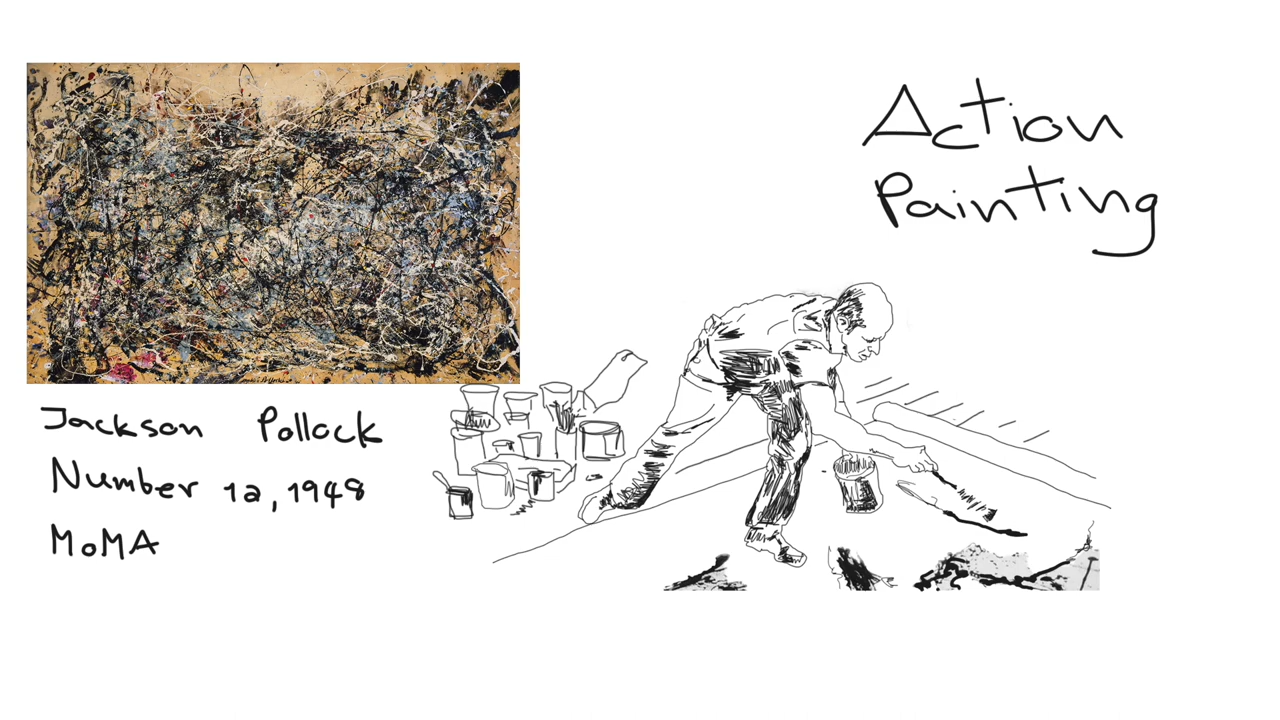 Action
Painting
Jackson Pollock
Number 1a, 1948
MoMA